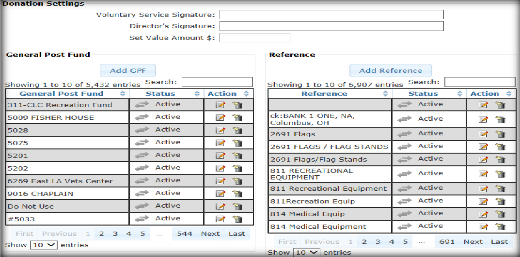 Donation Settings
Voluntary Service Signature:
Director's Signature:
Set Value Amount $:
General Post Fund
Add GPF
Showing 1 to 10 of 5,432 entries Search:
General Post Fund Status Action
311-CLC Recreation Fund Active
5009 FISHER HOUSE Active
5028 Active
5075 Active
5201 Active
5202 Active
6269 East LA Vets Center Active
9016 CHAPLAIN Active
Do Not Use Active
#5033 Active
First Previous 1 2 3 4 5 ... 544 Next Last
Show 10 entries
Reference
Add Reference
Showing 1 to 10 of 6,907 entries Search:
Reference Status Action
ck:BANK 1 ONE, NA,
Columbus, OH Active
2691 Flags Active
2691 FLAGS / FLAG STANDS Active
2691 Flags/Flag Stands Active
811 RECREATIONAL
EQUIPMENT Active
811 Recreational Equipment Active
811Recreation Equip Active
814 Medical Equip Active
814 Medical Equipment Active
First Previous 1 2 3 4 5 ... 691 Next Last
Show 10 entries